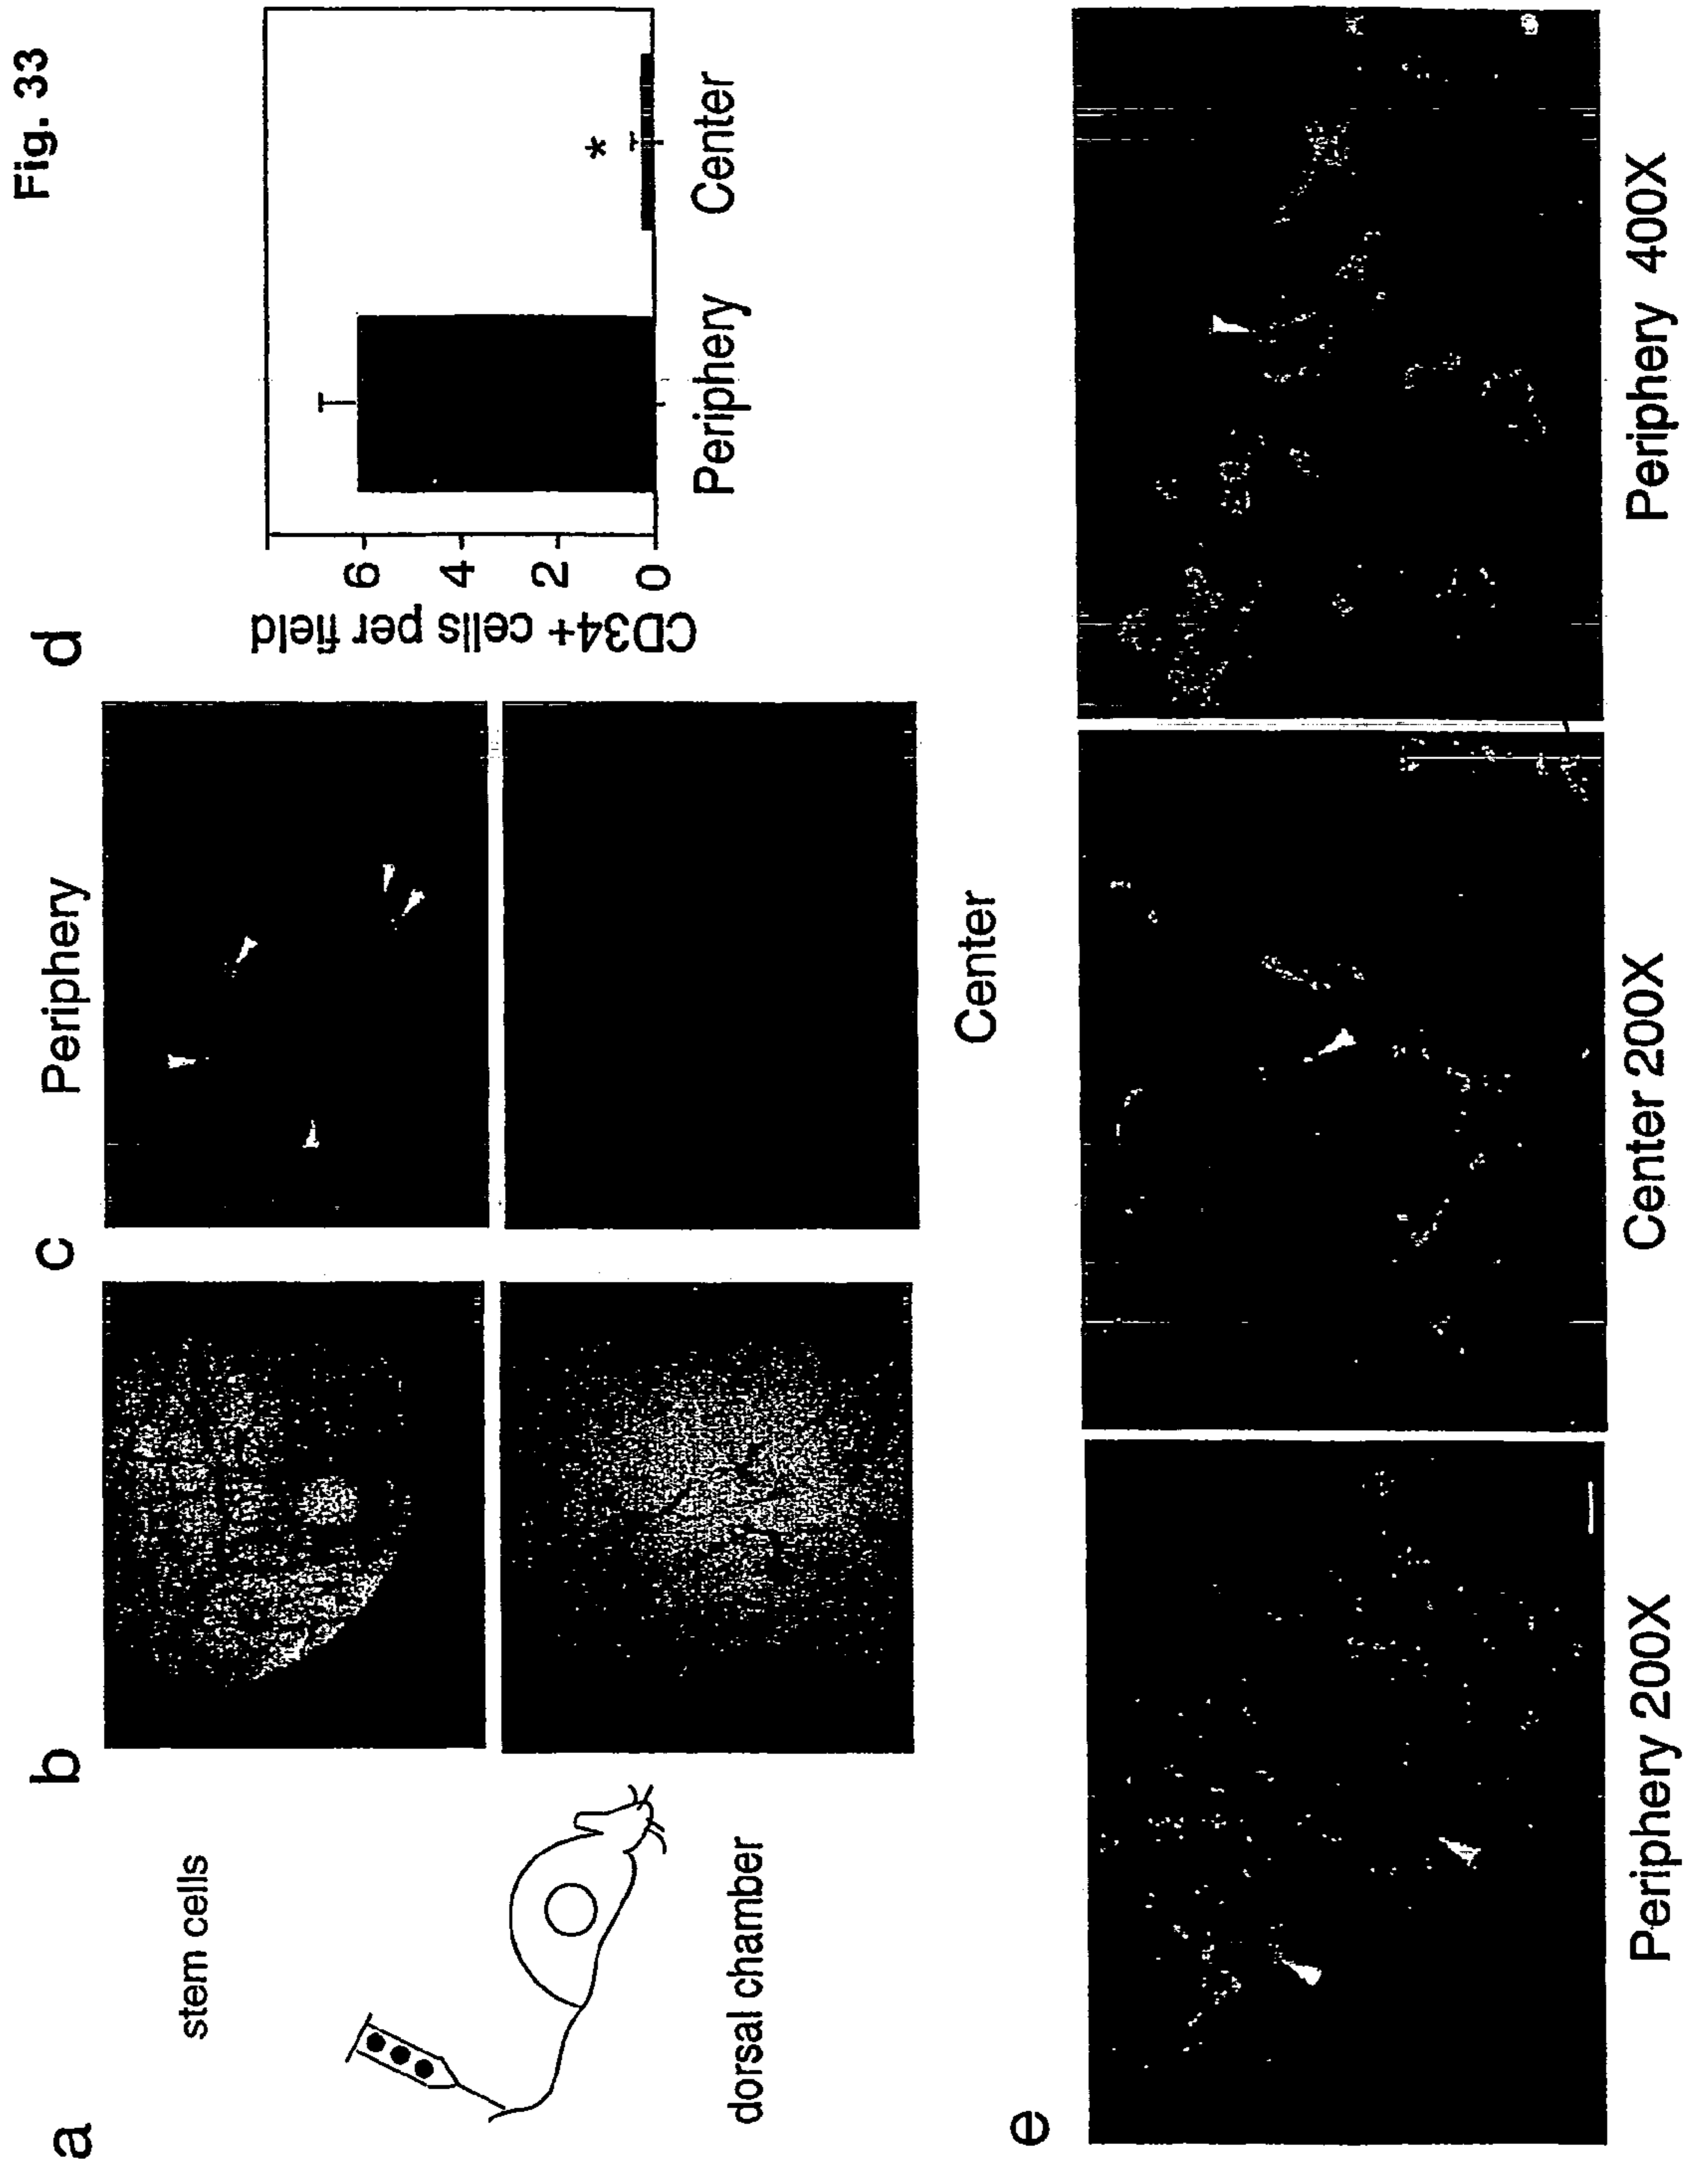 Fig. 33
a
stem cells
dorsal chamber
b
c
Periphery
Center
d
CD34+ cells per field
6
4
2
0
*
Periphery
Center
e
Periphery 200X
Center 200X
Periphery 400X